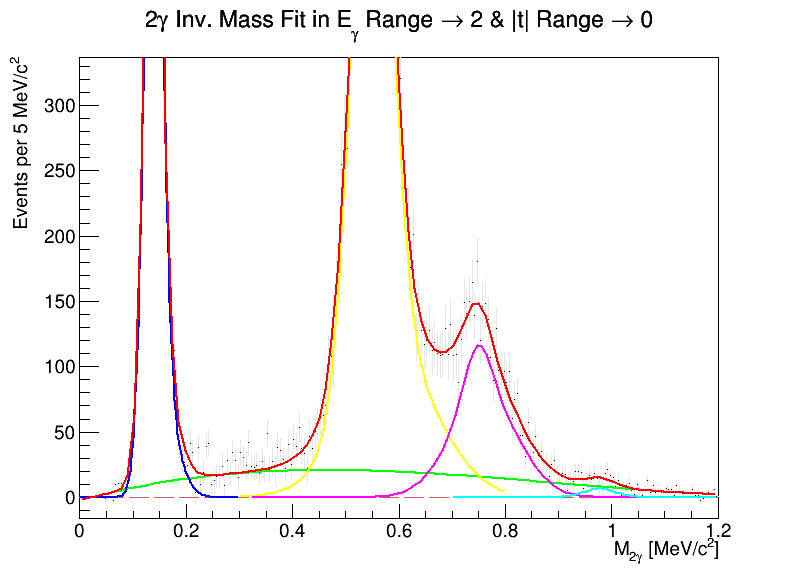 2γ Inv. Mass Fit in Eγ Range → 2 & |t| Range → 0
Events per 5 MeV/c²
300
250
200
150
100
50
0
0 0.2 0.4 0.6 0.8 1 1.2
M2γ [MeV/c²]